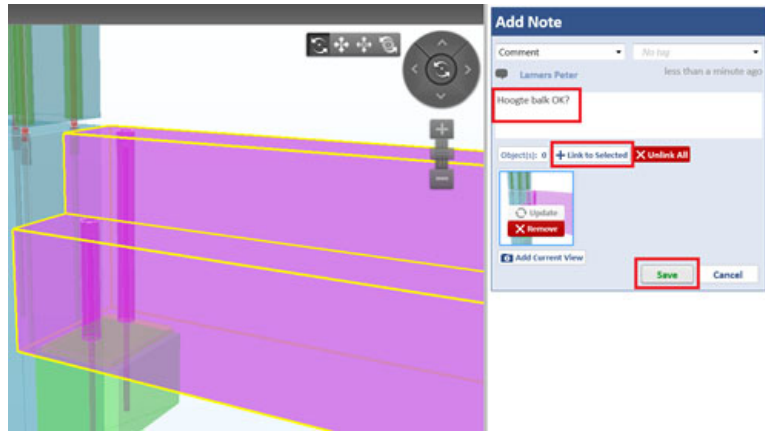 Add Note
Comment No tag
Lamers Peter less than a minute ago
Hoogte balk OK?
Object(s): 0 Link to Selected Unlink All
Update
Remove
Add Current View
Save Cancel